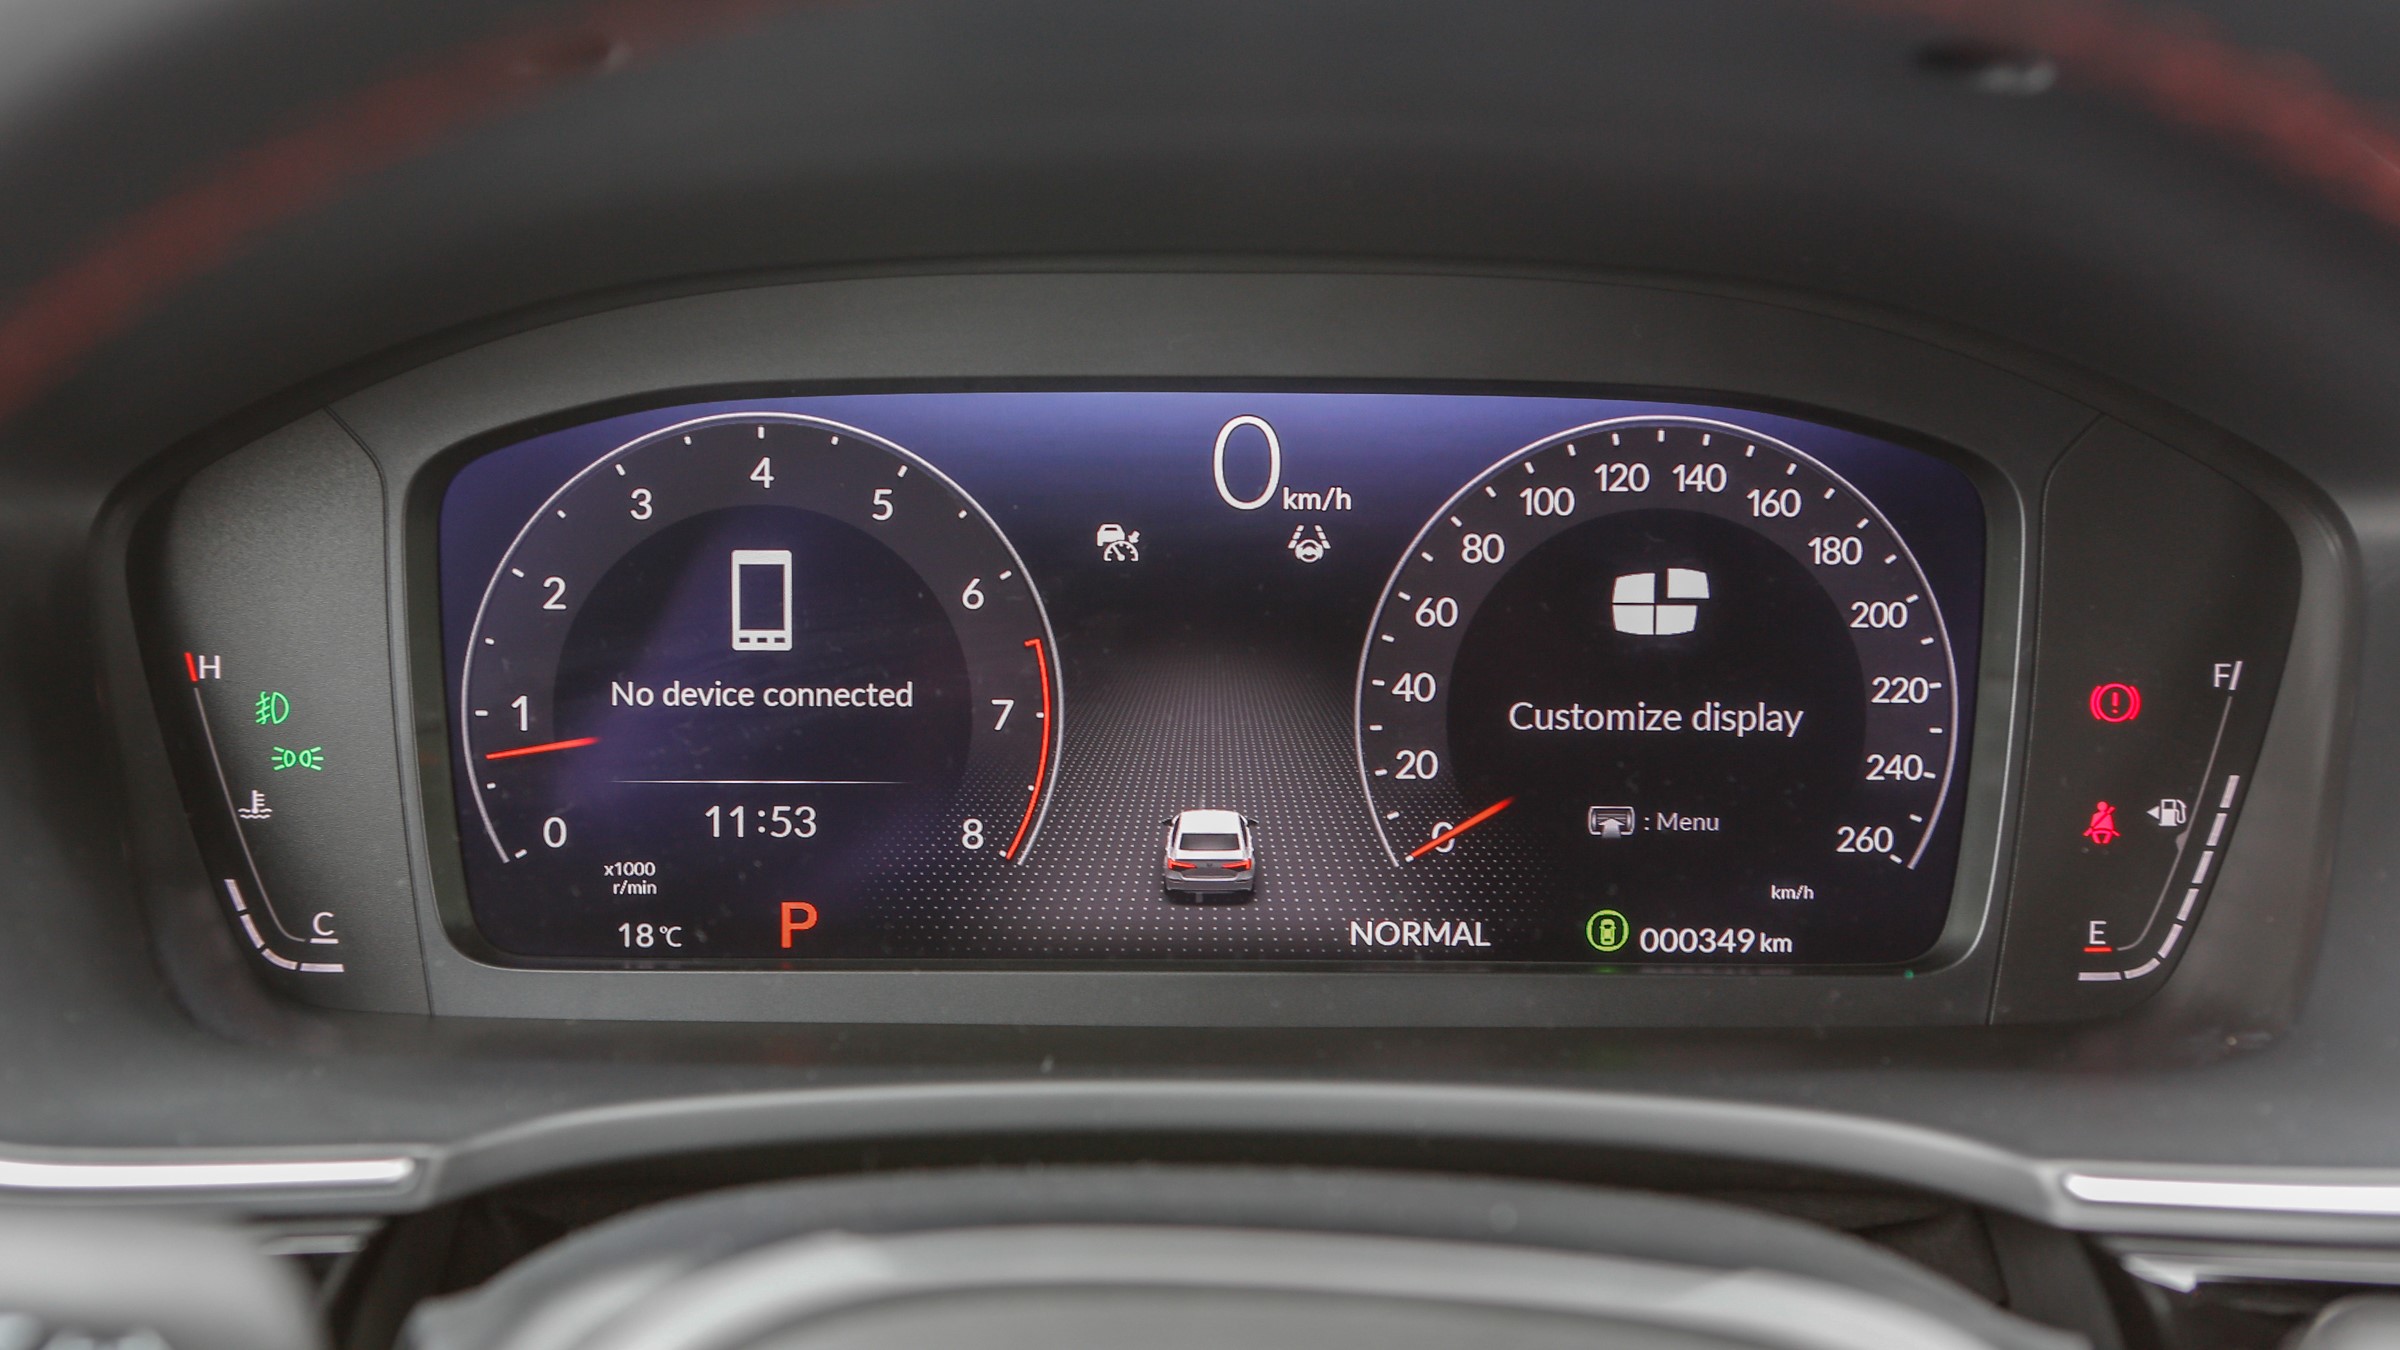 0 km/h
4
3
5
2
6
1
7
0
8
No device connected
11:53
x1000
r/min
18 ℃
P
120
140
100
160
80
180
60
200
40
220
20
240
0
260
Customize display
: Menu
km/h
NORMAL
000349 km
H
C
F
E